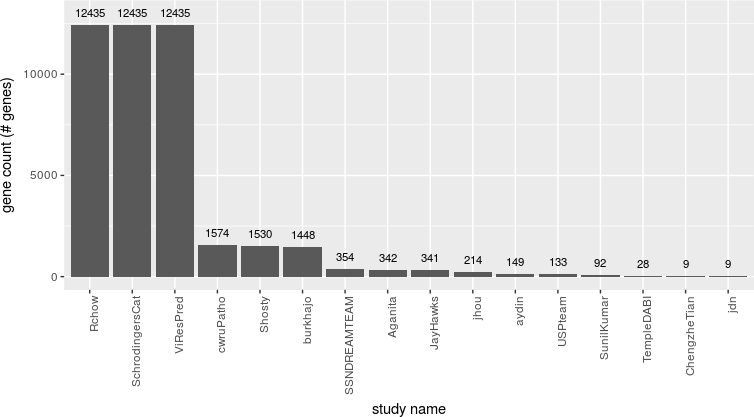 12435 12435 12435
10000
5000
1574 1530 1448
354 342 341 214 149 133 92 28 9 9
0
gene count (# genes)
Rchow
SchrodingersCat
ViResPred
cwruPatho
Shosty
burkhajo
SSNDREAMTEAM
Aganita
JayHawks
jhou
aydin
USPteam
SunilKumar
TempleDABI
ChengzheTian
jdn
study name